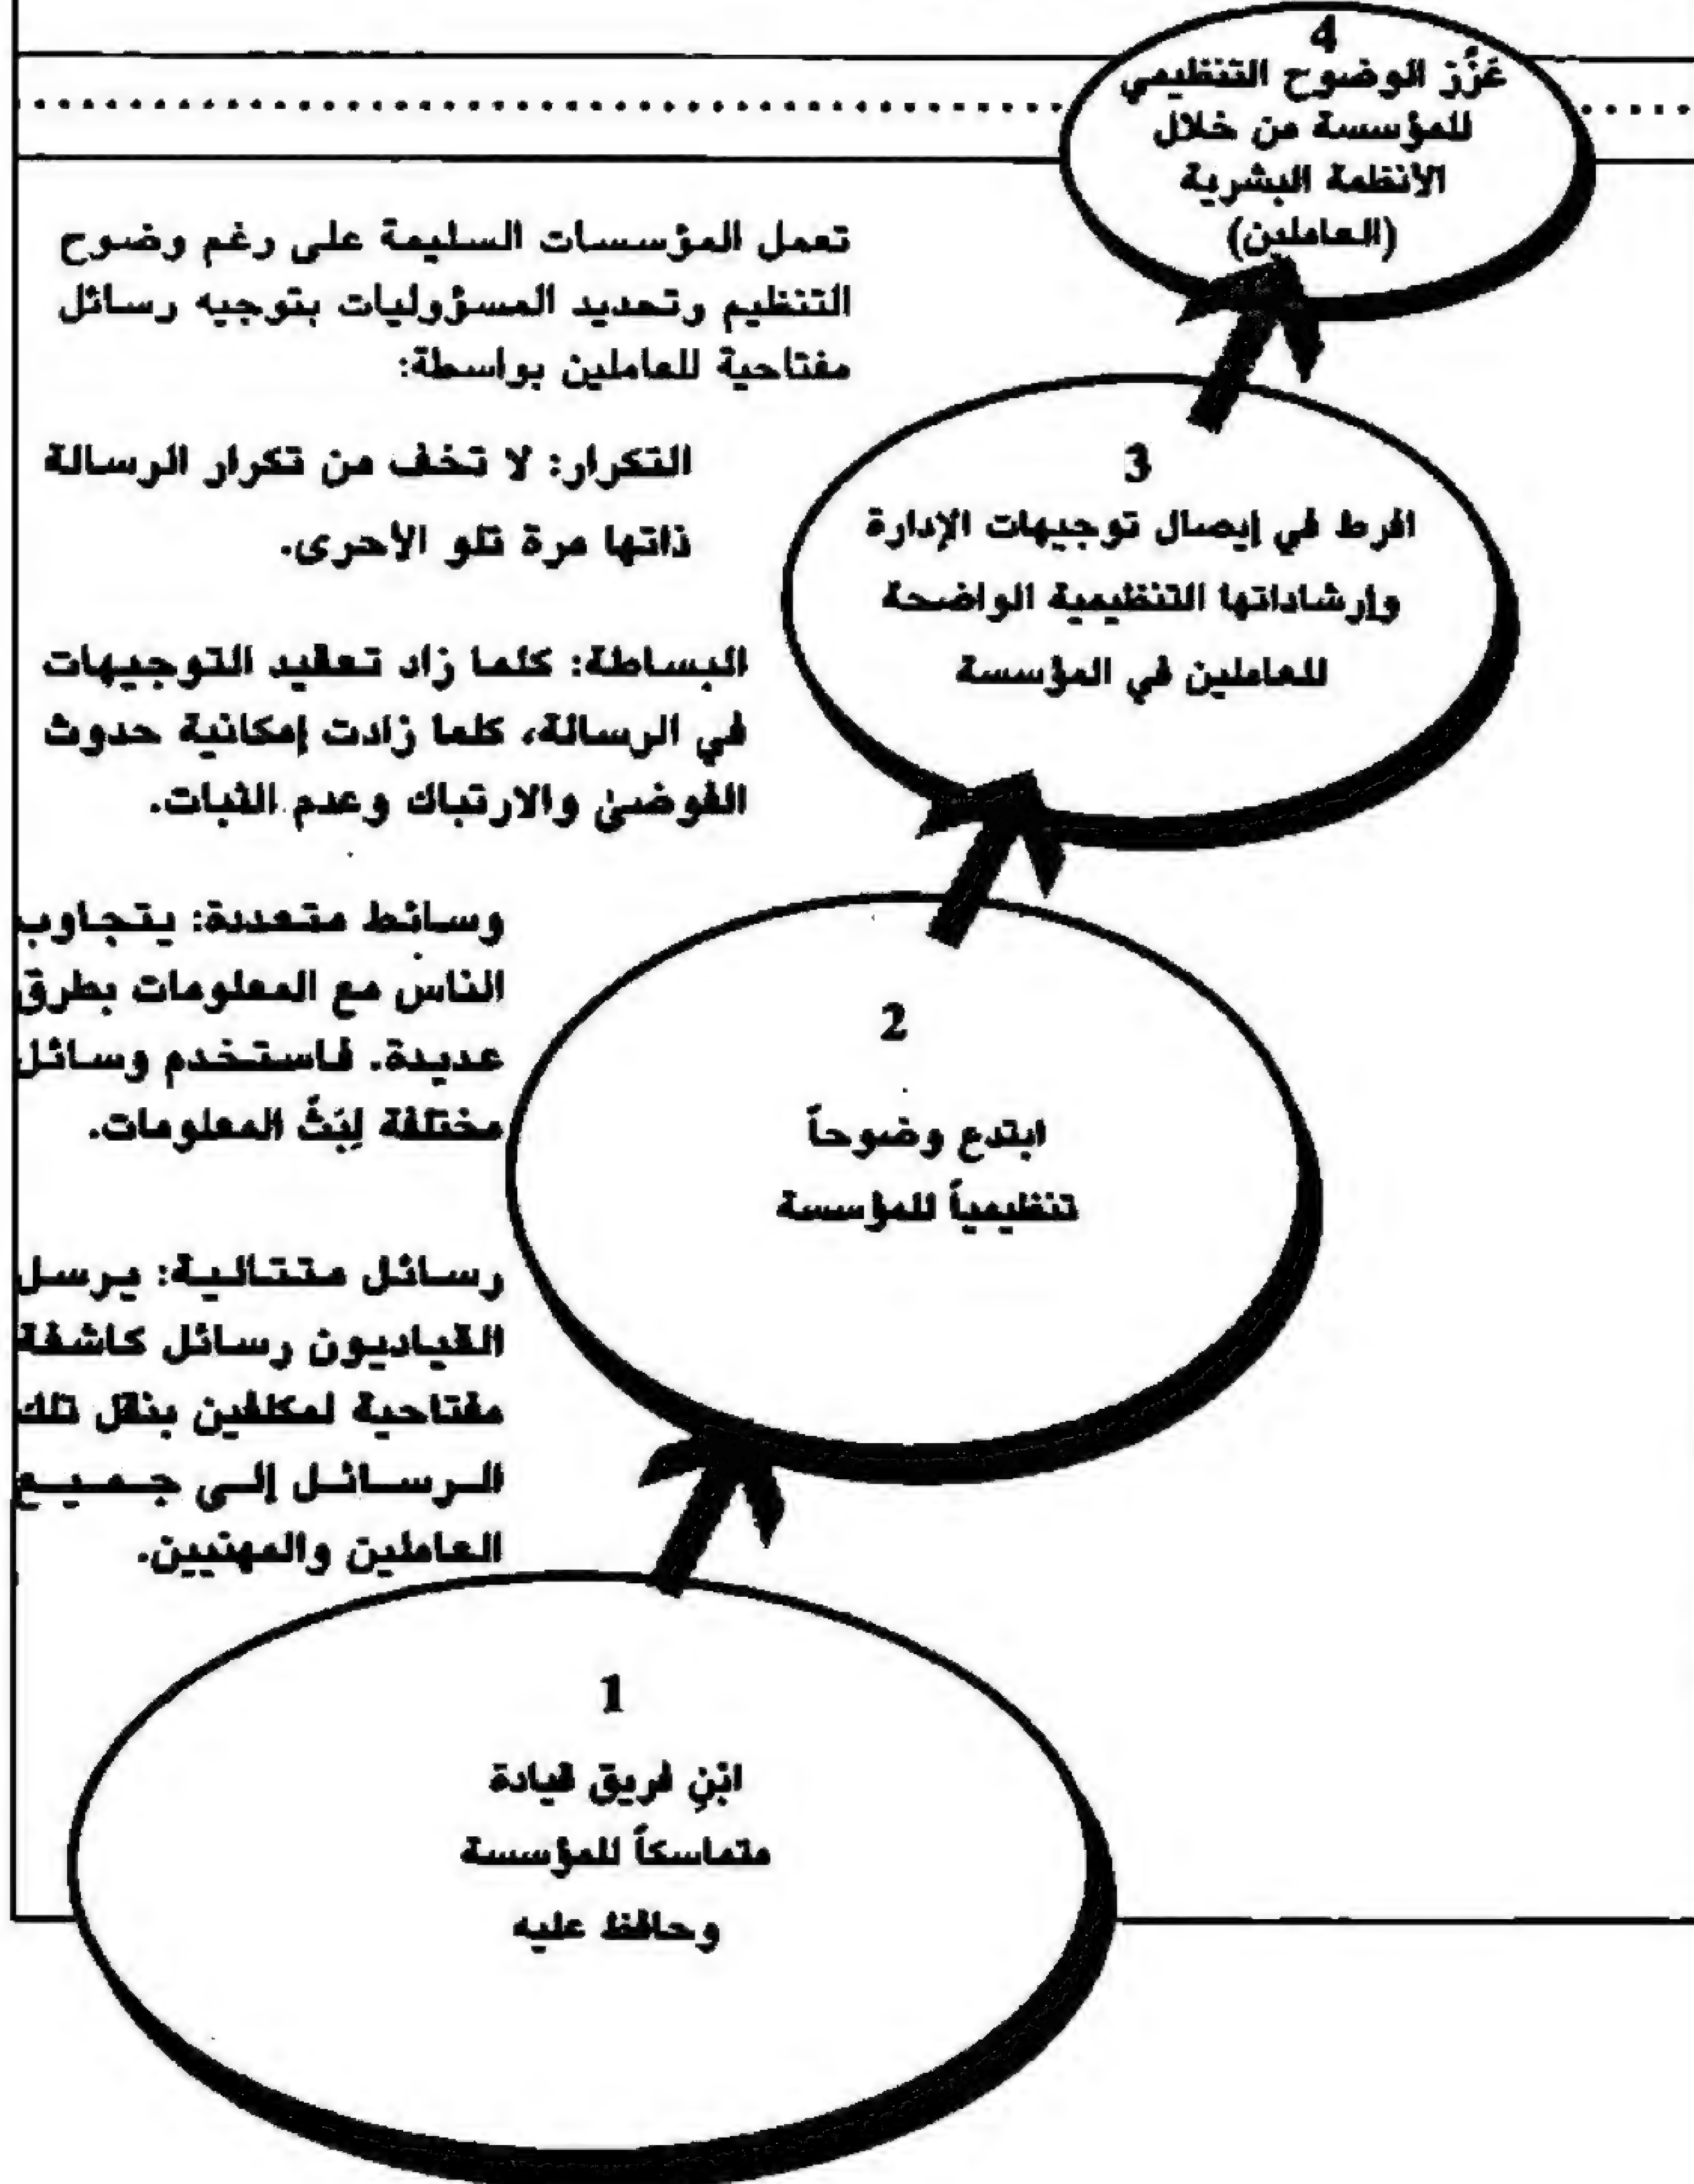 4
عَزِّز الوضوح التنظيمي
للمؤسسة من خلال
الأنظمة البشرية
(العاملين)
تعمل المؤسسات السليمة على رغم وضوح
التنظيم وتحديد المسؤوليات بتوجيه رسائل
مفتاحية للعاملين بواسطة:
التكرار: لا تخف من تكرار الرسالة
ذاتها مرة تلو الأحرى.
البساطة: كلما زاد تعقيد التوجيهات
في الرسالة، كلما زادت إمكانية حدوث
الفوضىٰ والارتباك وعدم الثبات.
وسائط متعددة: يتجاوب
الناس مع المعلومات بطرق
عديدة. فاستخدم وسائل
مختلفة لِبَثِّ المعلومات.
رسائل متتالية: يرسل
القياديون رسائل كاشفة
مفتاحية لمكلفين بنقل تلك
الرسائل إلى جميع
العاملين والمهنيين.
3
افرط في إيصال توجيهات الإدارة
وإرشاداتها التنظيمية الواضحة
للعاملين في المؤسسة
2
ابتدع وضوحاً
تنظيمياً للمؤسسة
1
ابْنِ فريق قيادة
متماسكاً للمؤسسة
وحافظ عليه